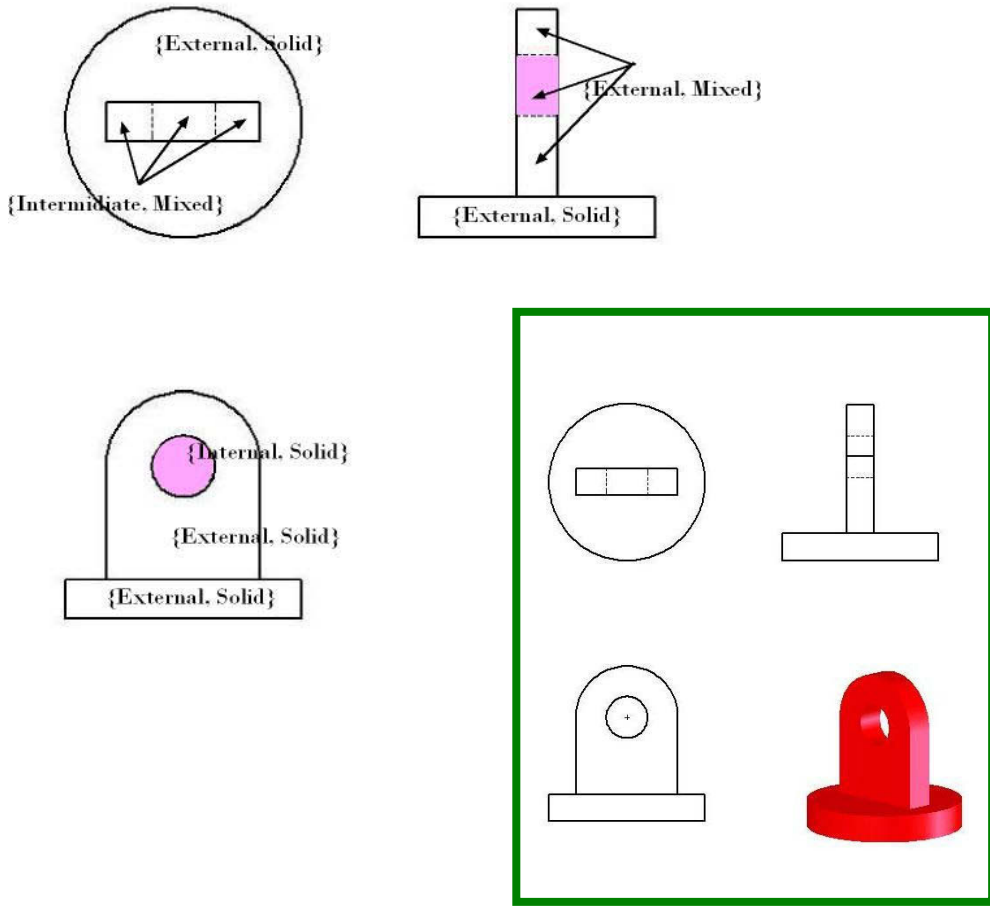 {External, Solid}
{Intermidiate, Mixed}
{External, Mixed}
{External, Solid}
{Internal, Solid}
{External, Solid}
{External, Solid}